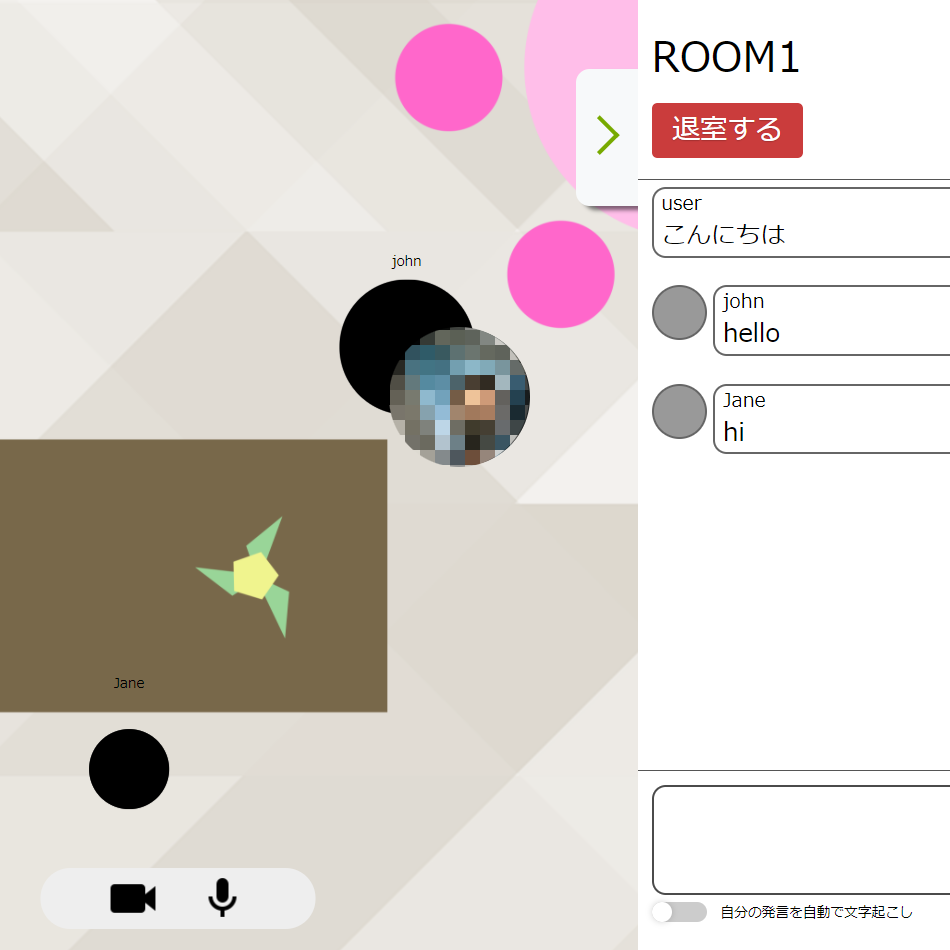 ROOM1
退室する
user
こんにちは
john
hello
Jane
hi
john
Jane
自分の発言を自動で文字起こし